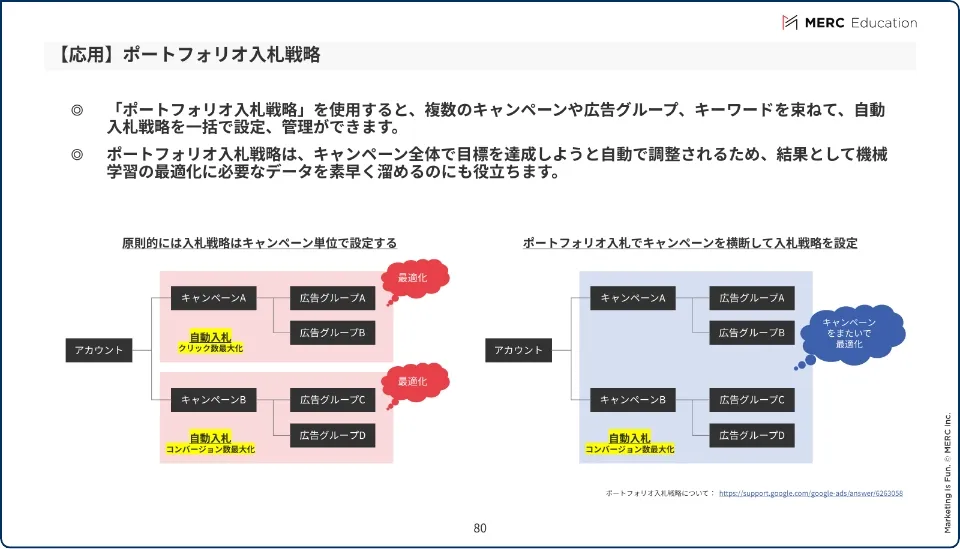 MERC Education
【応用】ポートフォリオ入札戦略
◎ 「ポートフォリオ入札戦略」を使用すると、複数のキャンペーンや広告グループ、キーワードを束ねて、自動
入札戦略を一括で設定、管理ができます。
◎ ポートフォリオ入札戦略は、キャンペーン全体で目標を達成しようと自動で調整されるため、結果として機械
学習の最適化に必要なデータを素早く溜めるのにも役立ちます。
原則的には入札戦略はキャンペーン単位で設定する
最適化
キャンペーンA
広告グループA
広告グループB
自動入札
クリック数最大化
アカウント
最適化
キャンペーンB
広告グループC
広告グループD
自動入札
コンバージョン数最大化
ポートフォリオ入札でキャンペーンを横断して入札戦略を設定
キャンペーンA
広告グループA
広告グループB
キャンペーン
をまたいで
最適化
アカウント
キャンペーンB
広告グループC
広告グループD
自動入札
コンバージョン数最大化
ポートフォリオ入札戦略について： https://support.google.com/google-ads/answer/6263058
80
Marketing is Fun. © MERC Inc.